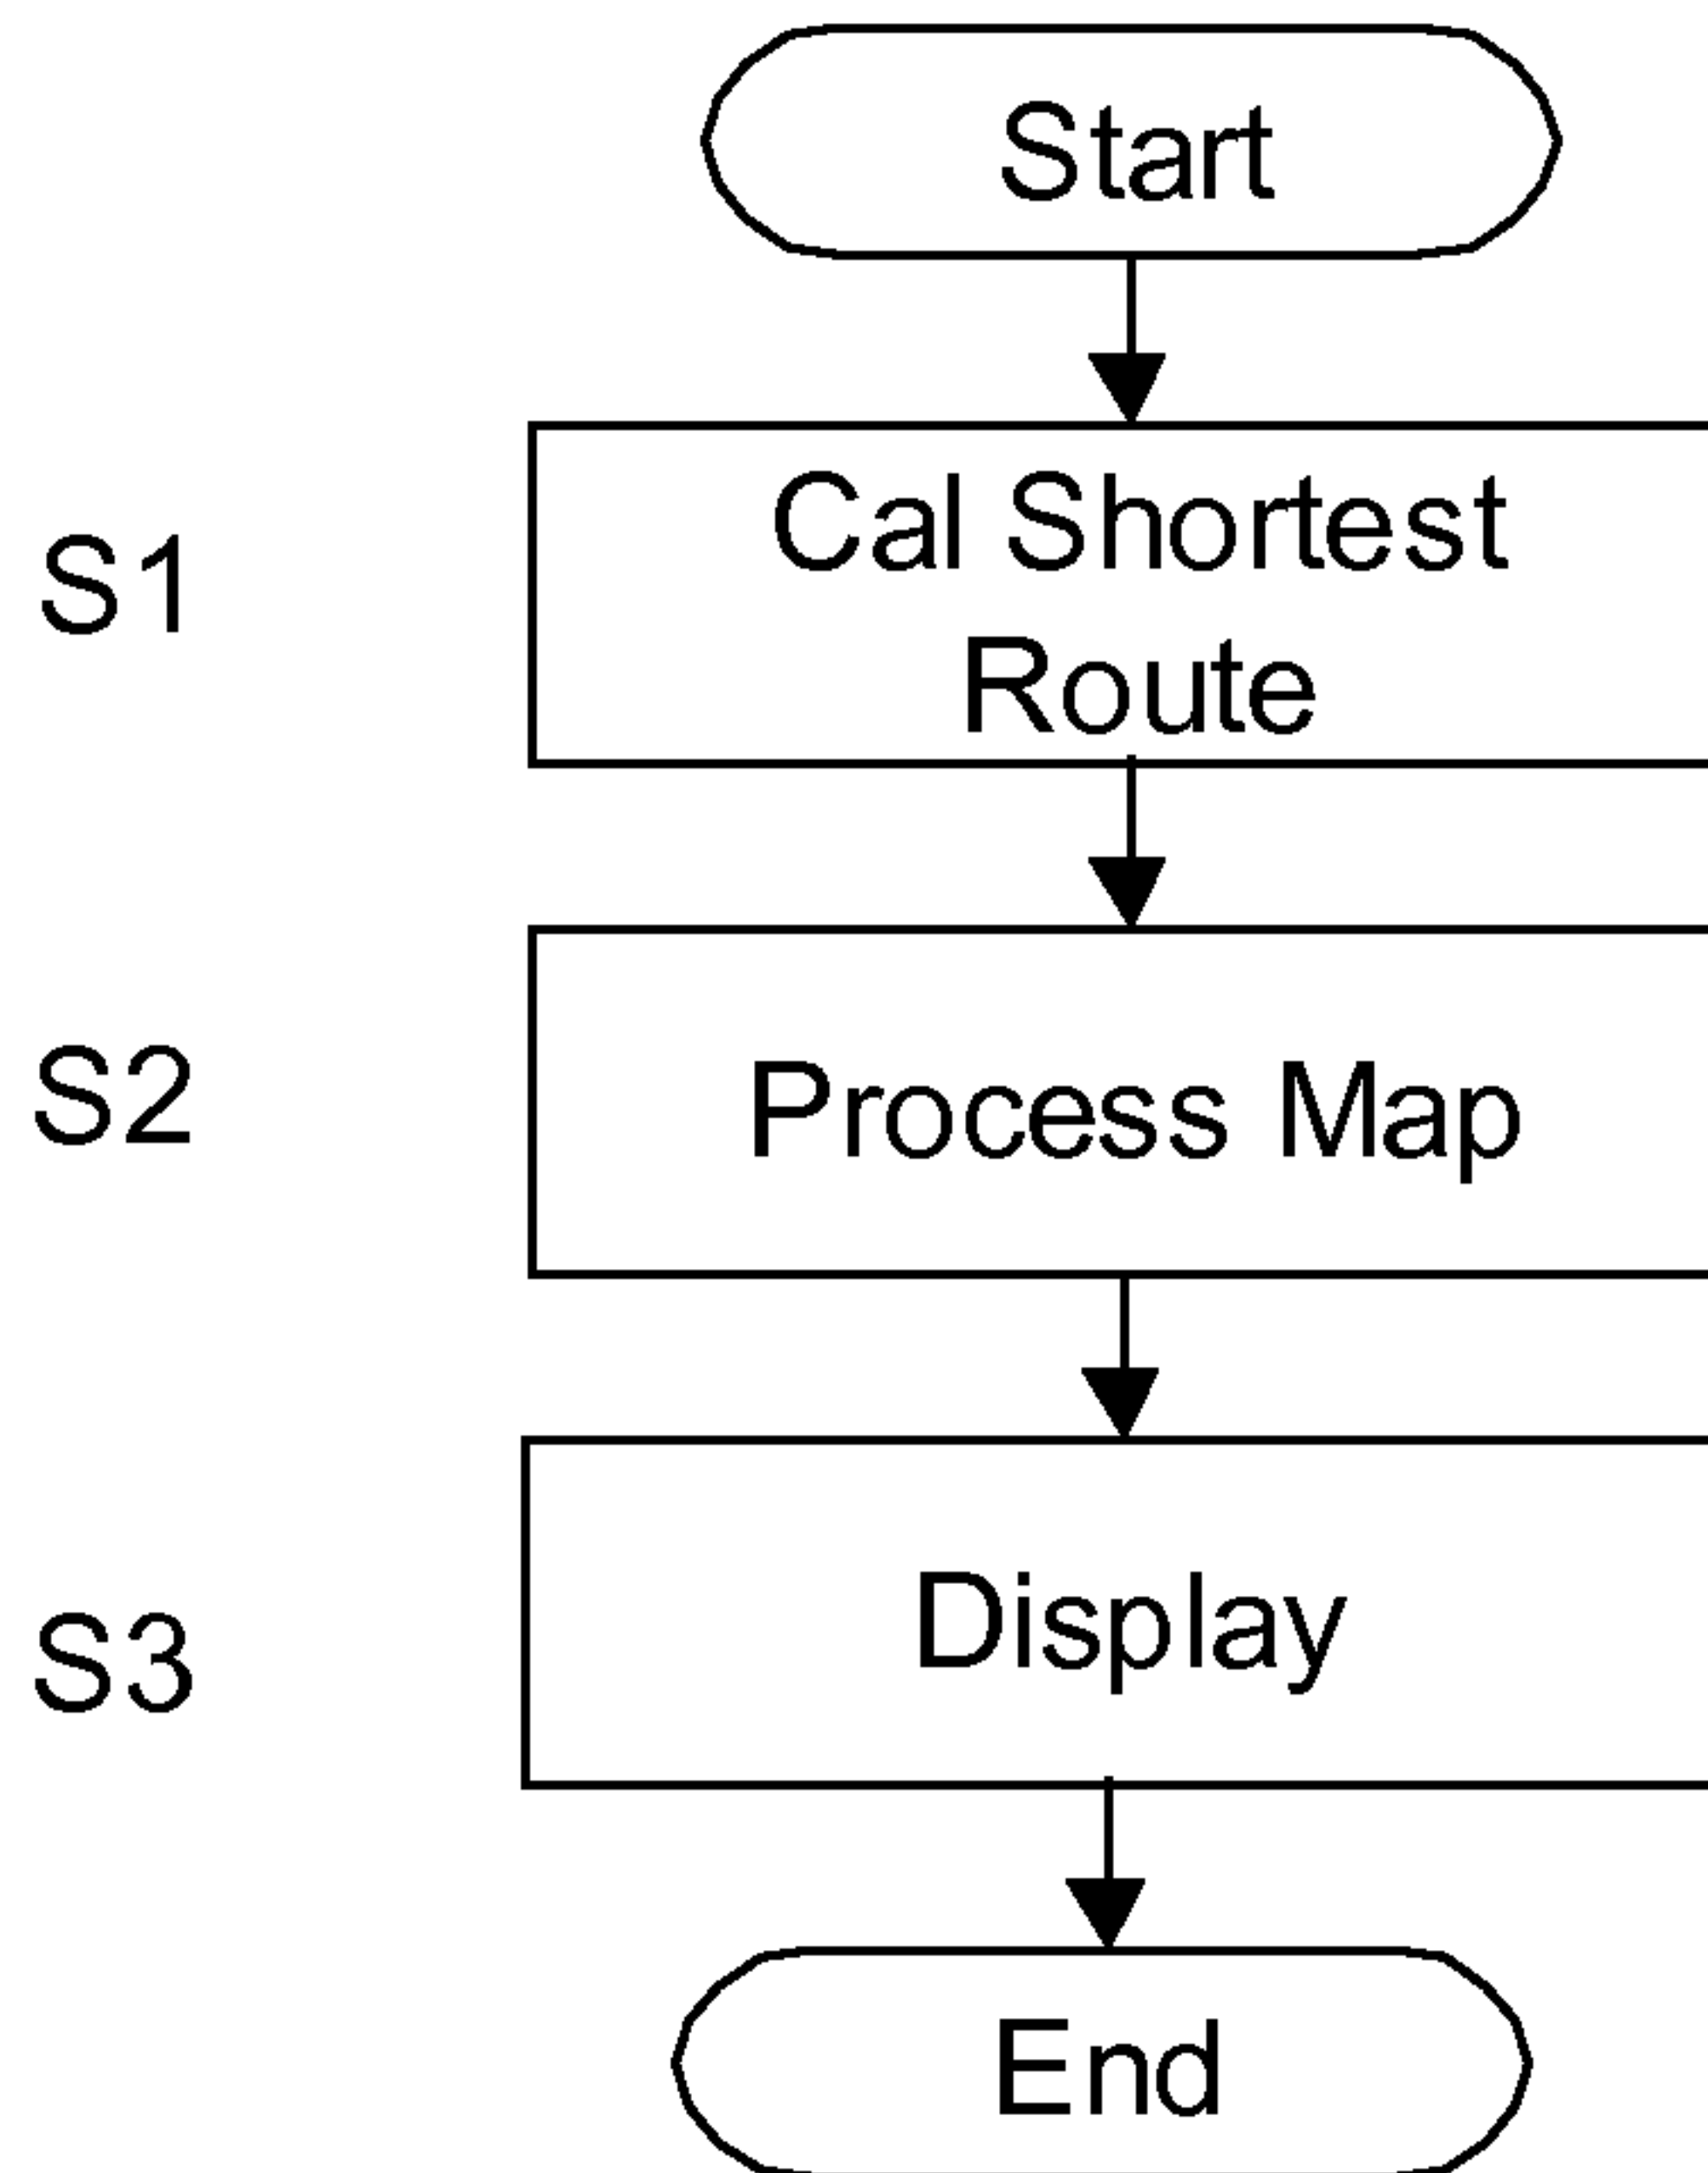 Start
S1
Cal Shortest
Route
S2
Process Map
S3
Display
End